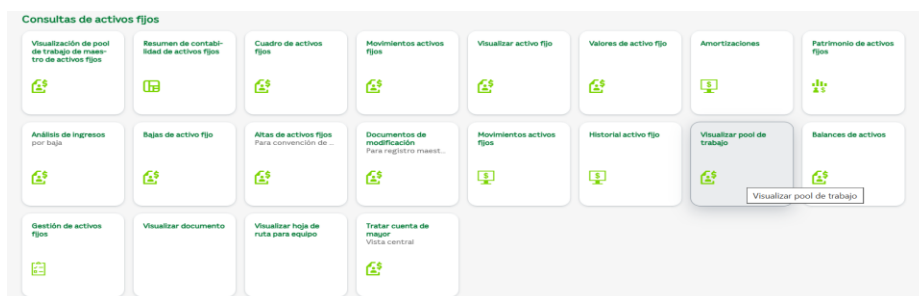 Consultas de activos fijos
Visualización de pool
de trabajo de maes-
tro de activos fijos
Resumen de contabi-
lidad de activos fijos
Cuadro de activos
fijos
Movimientos activos
fijos
Visualizar activo fijo
Valores de activo fijo
Amortizaciones
Patrimonio de activos
fijos
Análisis de ingresos
por baja
Bajas de activo fijo
Altas de activos fijos
Para convención de ...
Documentos de
modificación
Para registro maest...
Movimientos activos
fijos
Historial activo fijo
Visualizar pool de
trabajo
Balances de activos
Visualizar pool de trabajo
Gestión de activos
fijos
Visualizar documento
Visualizar hoja de
ruta para equipo
Tratar cuenta de
mayor
Vista central